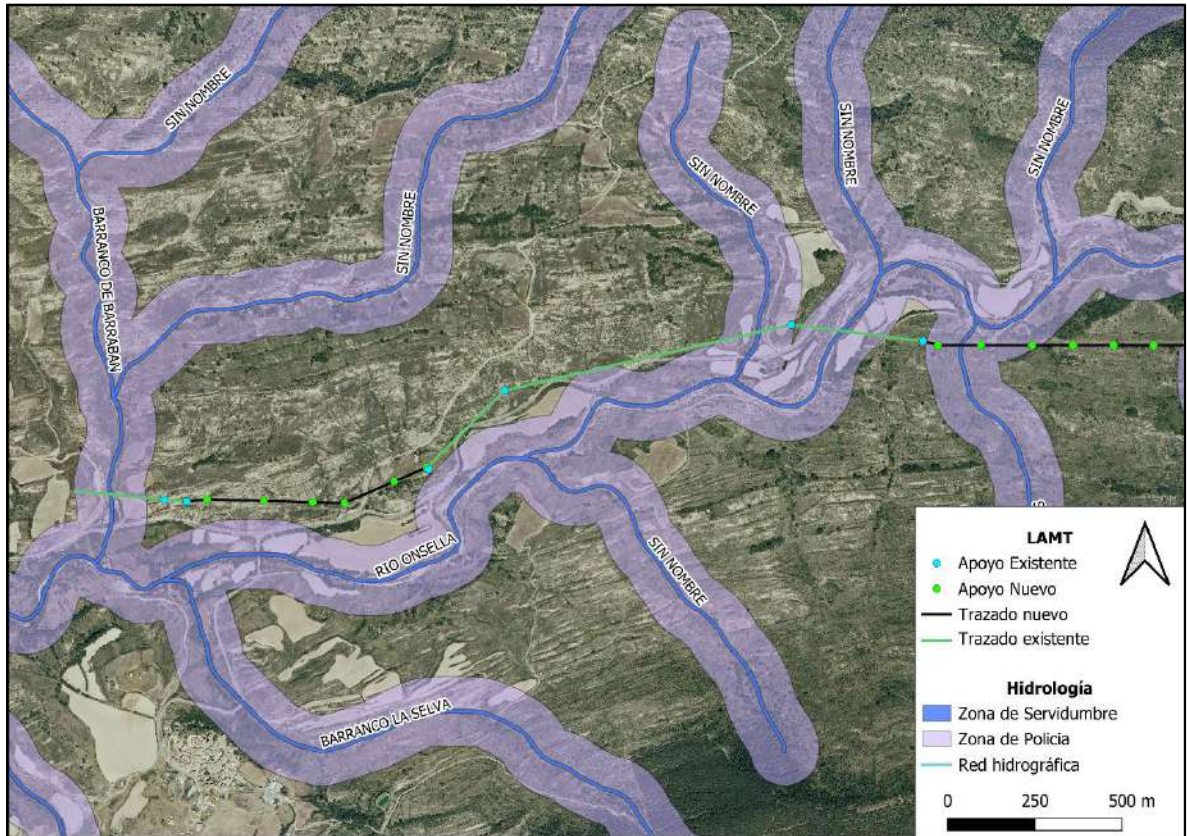 SIN NOMBRE
SIN NOMBRE
SIN NOMBRE
SIN NOMBRE
SIN NOMBRE
BARRANCO DE BARRABAN
RIO ONSELLA
SIN NOMBRE
BARRANCO LA SELVA
LAMT
Apoyo Existente
Apoyo Nuevo
Trazado nuevo
Trazado existente
Hidrología
Zona de Servidumbre
Zona de Policia
Red hidrográfica
0 250 500 m